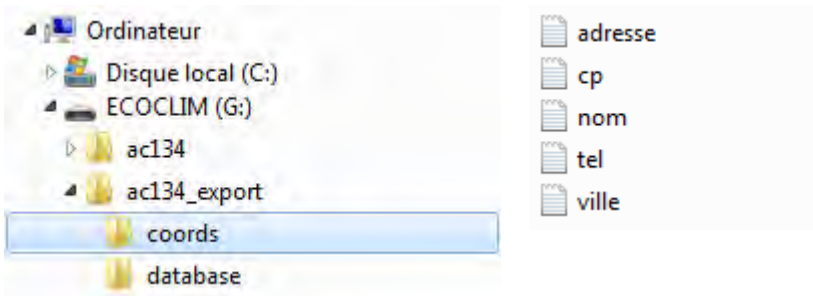 Ordinateur
Disque local (C:)
ECOCLIM (G:)
ac134
ac134_export
coords
database
adresse
cp
nom
tel
ville